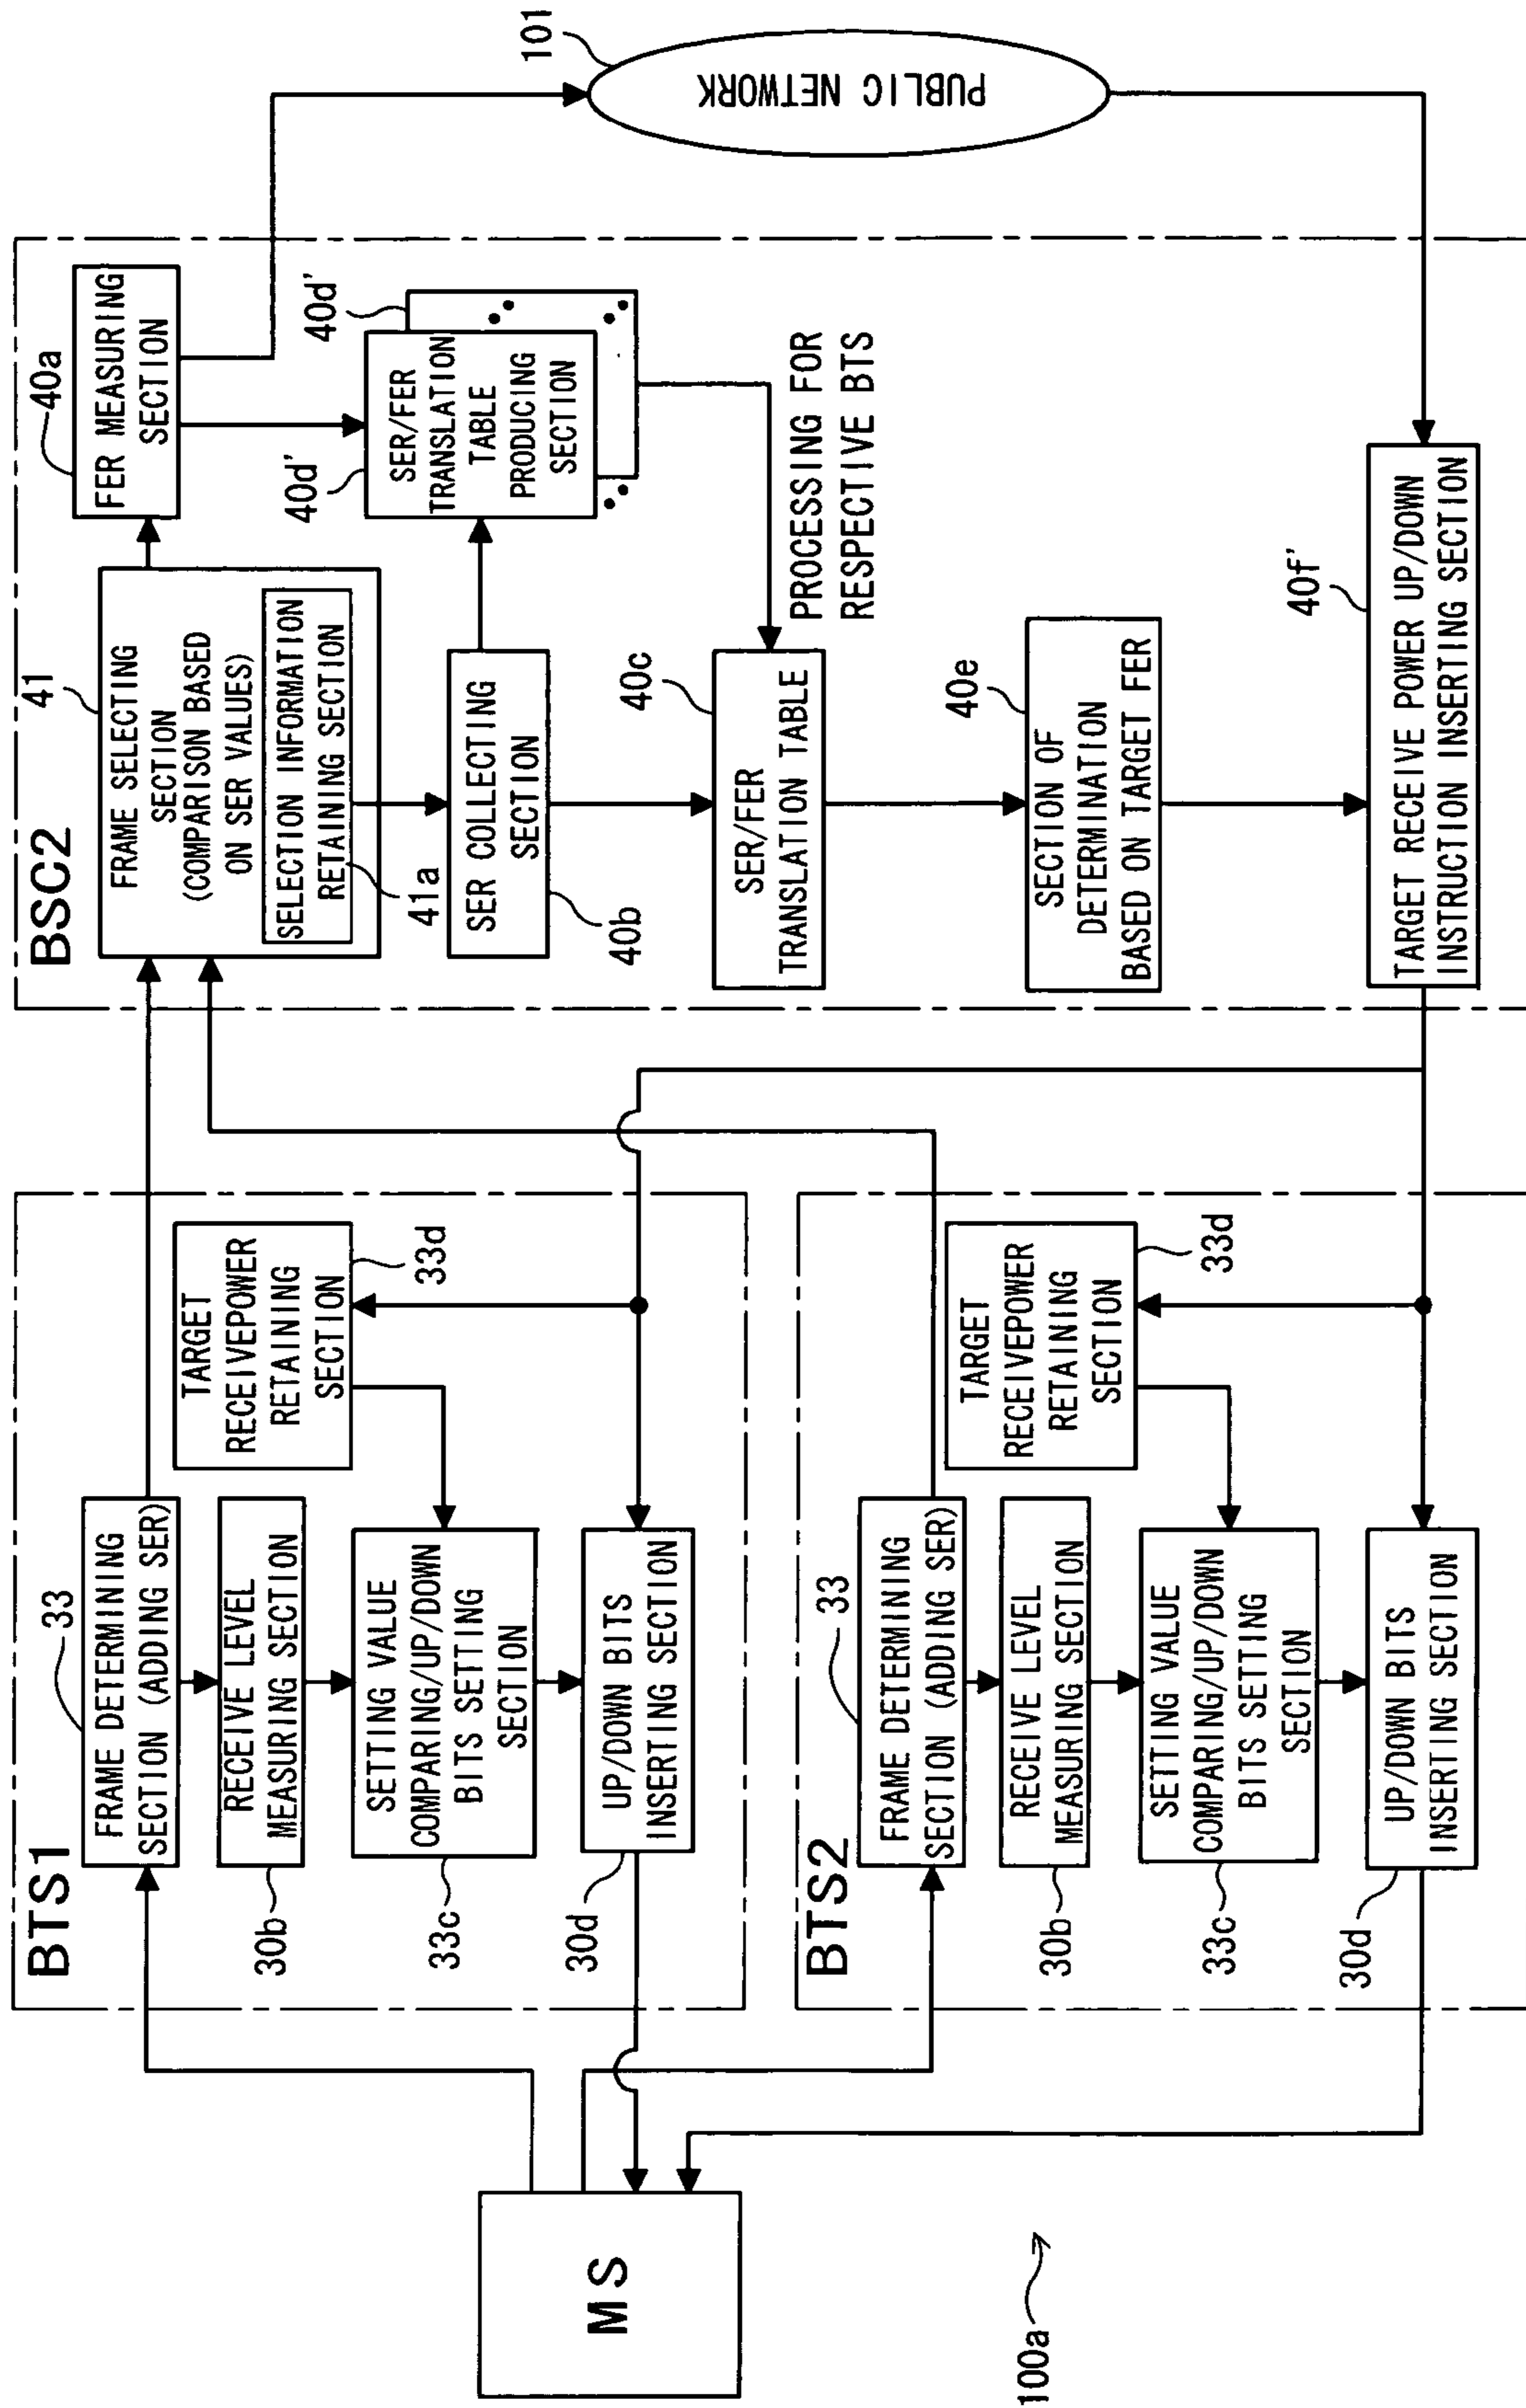 BTS1
33
FRAME DETERMINING
SECTION (ADDING SER)
RECEIVE LEVEL
MEASURING SECTION
30b
SETTING VALUE
COMPARING/UP/DOWN
BITS SETTING
SECTION
33c
UP/DOWN BITS
INSERTING SECTION
30d
TARGET
RECEIVEPOWER
RETAINING
SECTION
33d
BTS2
33
FRAME DETERMINING
SECTION (ADDING SER)
RECEIVE LEVEL
MEASURING SECTION
30b
SETTING VALUE
COMPARING/UP/DOWN
BITS SETTING
SECTION
33c
UP/DOWN BITS
INSERTING SECTION
30d
TARGET
RECEIVEPOWER
RETAINING
SECTION
33d
MS
100a
BSC2
41
FRAME SELECTING
SECTION
(COMPARISON BASED
ON SER VALUES)
SELECTION INFORMATION
RETAINING SECTION
41a
40a
FER MEASURING
SECTION
SER COLLECTING
SECTION
40b
40d'
40d'
SER/FER
TRANSLATION
TABLE
PRODUCING
SECTION
PROCESSING FOR
RESPECTIVE BTS
40c
SER/FER
TRANSLATION TABLE
40e
SECTION OF
DETERMINATION
BASED ON TARGET FER
40f'
TARGET RECEIVE POWER UP/DOWN
INSTRUCTION INSERTING SECTION
101
PUBLIC NETWORK